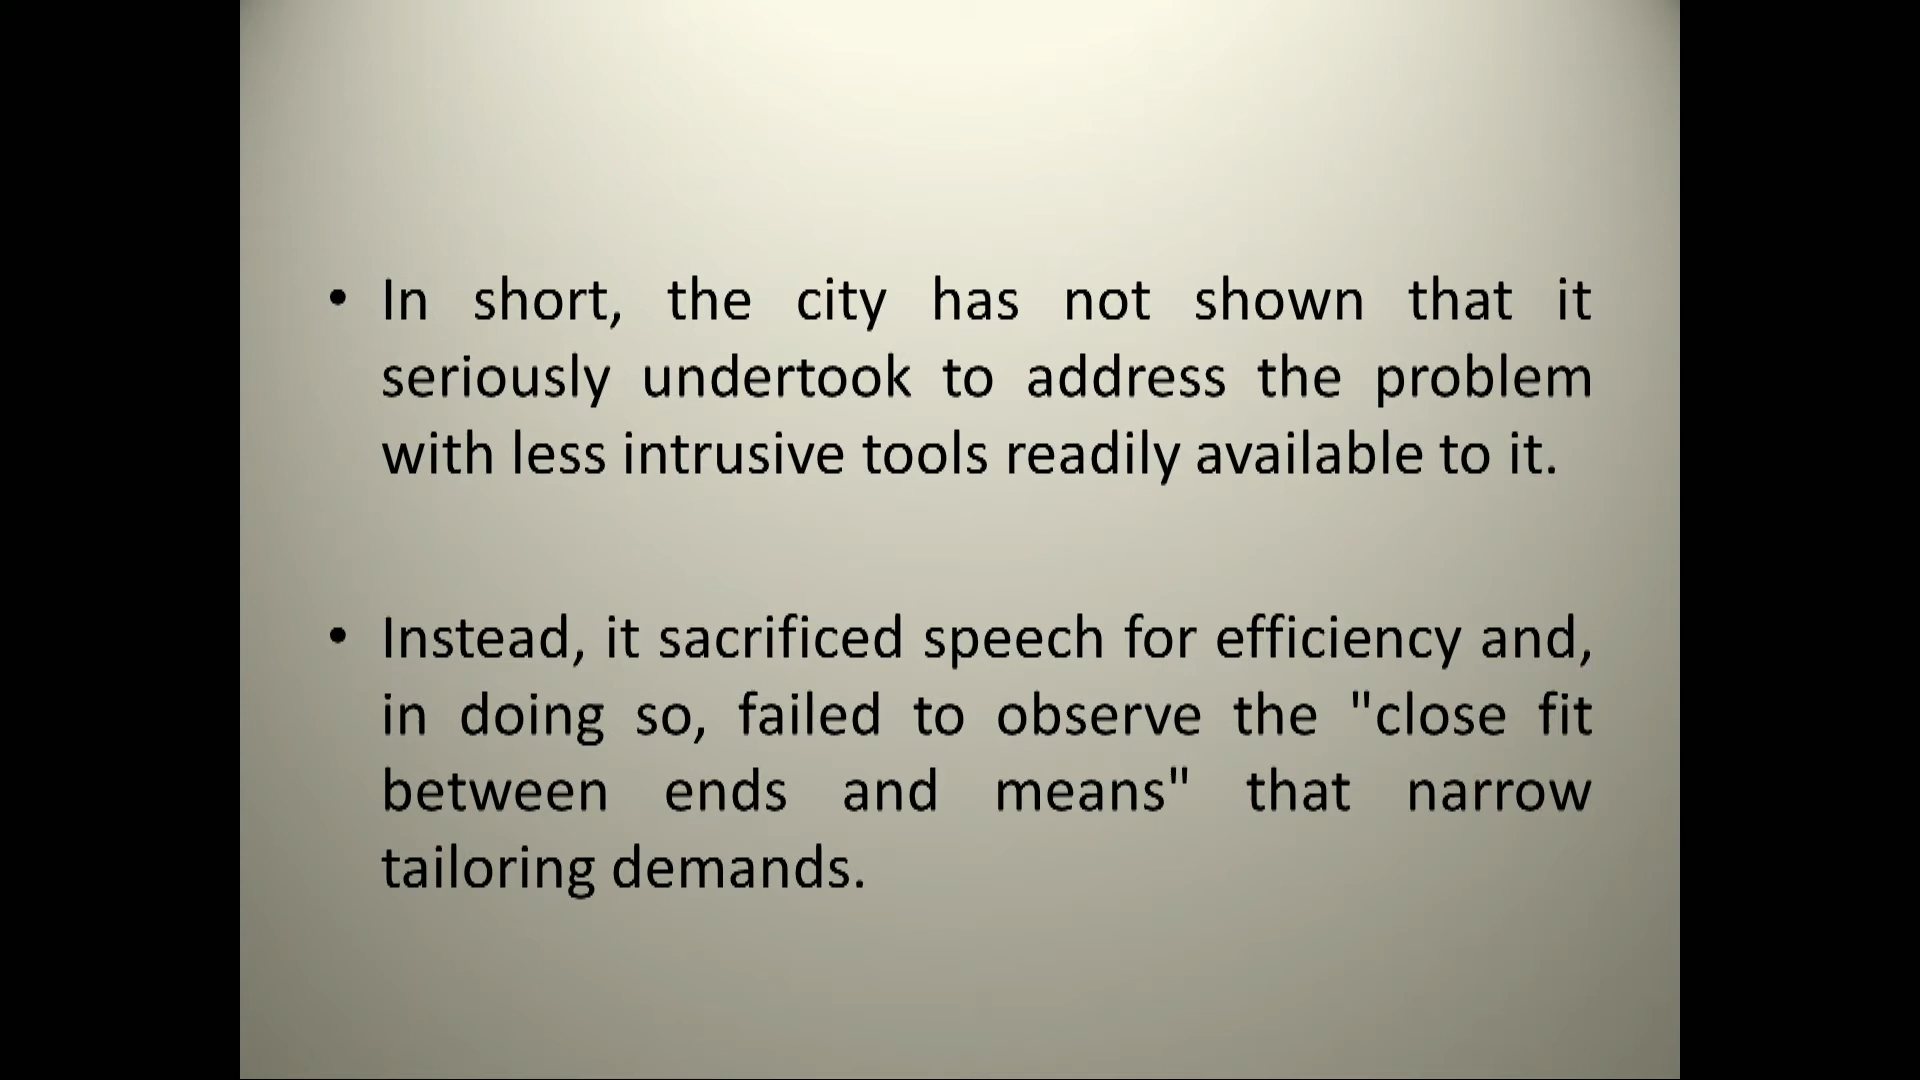 • In short, the city has not shown that it
seriously undertook to address the problem
with less intrusive tools readily available to it.
• Instead, it sacrificed speech for efficiency and,
in doing so, failed to observe the "close fit
between ends and means" that narrow
tailoring demands.